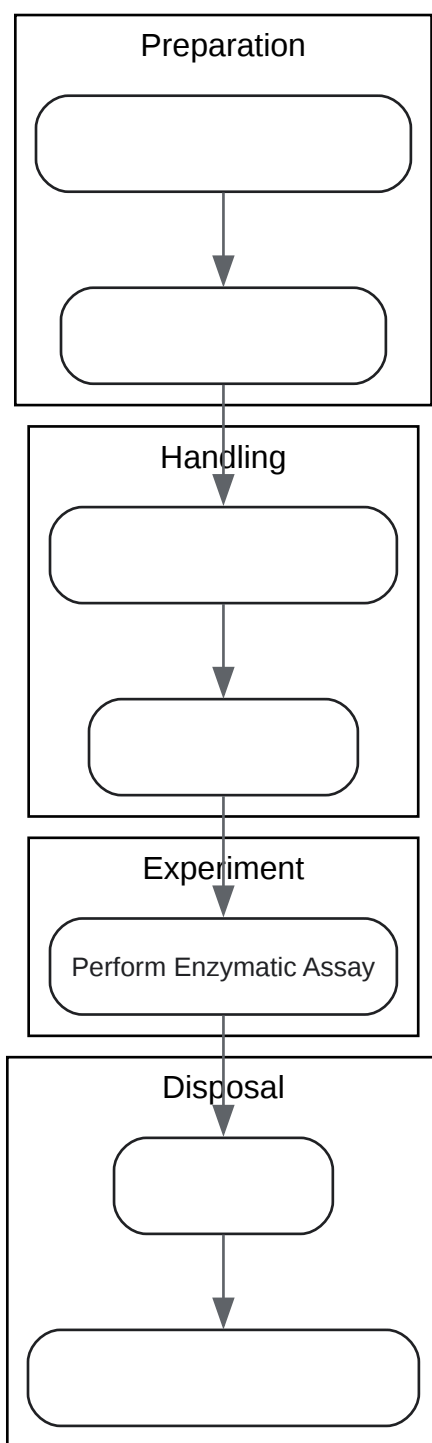 Preparation
Handling
Experiment
Perform Enzymatic Assay
Disposal